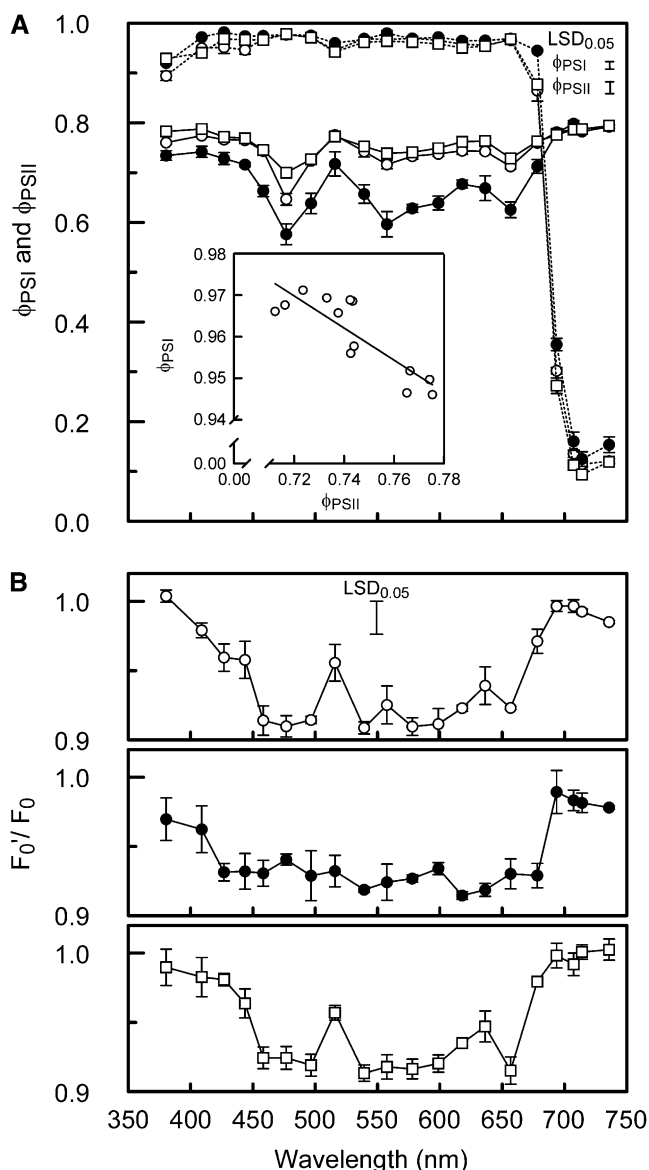 A
1.0
LSD0.05
ϕPSI
ϕPSII
0.8
0.6
0.4
0.2
0.0
ϕPSI and ϕPSII
0.98
0.97
0.96
0.95
0.94
0.00
ϕPSI
0.00 0.72 0.74 0.76 0.78
ϕPSII
B
LSD0.05
1.0
0.9
1.0
0.9
1.0
0.9
F0'/ F0
350 400 450 500 550 600 650 700 750
Wavelength (nm)